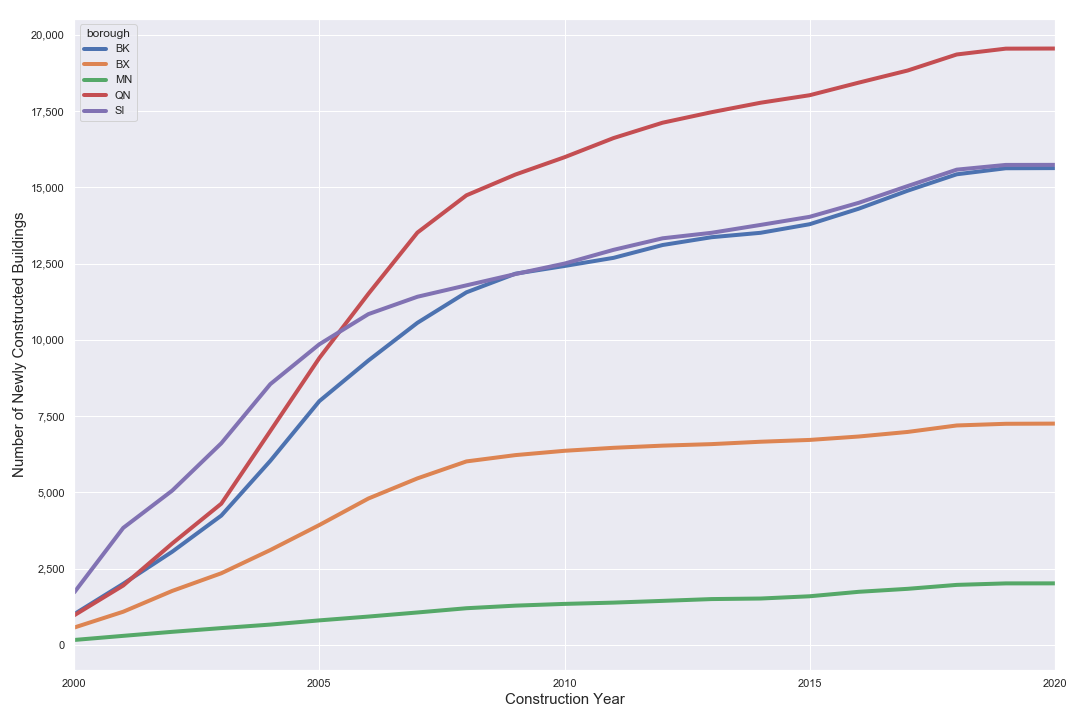 borough
BK
BX
MN
QN
SI
20,000
17,500
15,000
12,500
10,000
7,500
5,000
2,500
0
Number of Newly Constructed Buildings
2000 2005 2010 2015 2020
Construction Year